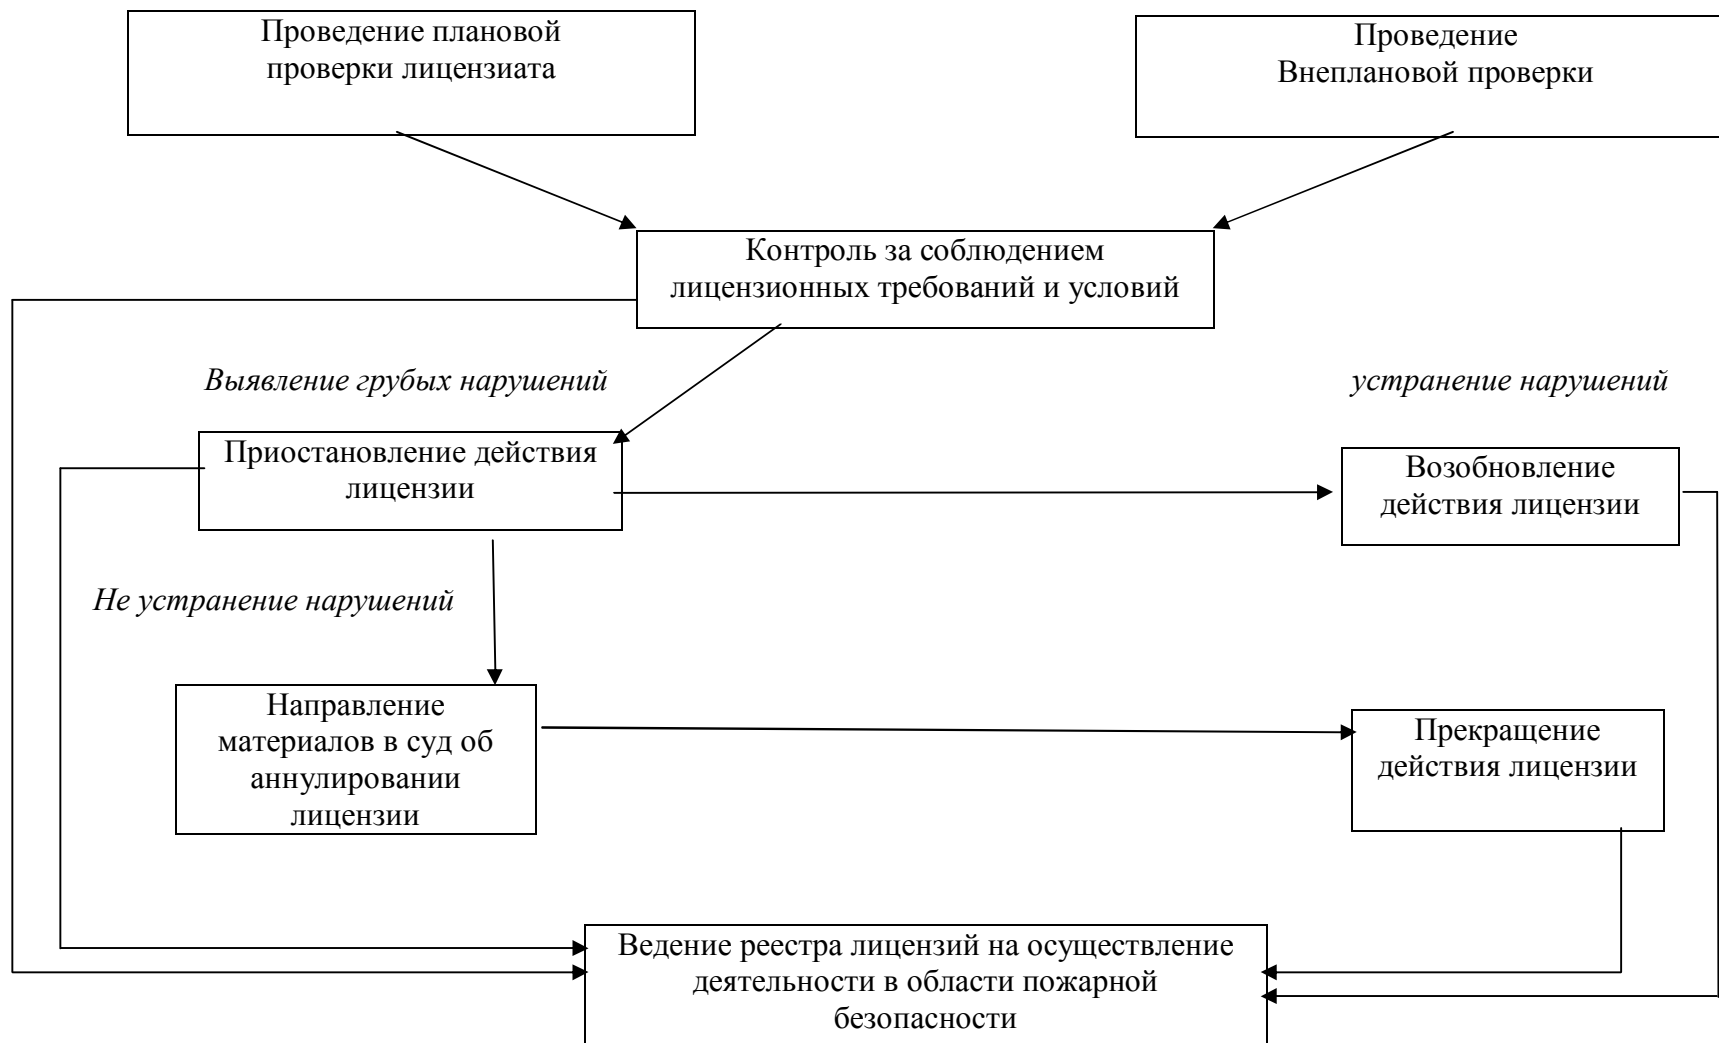 Проведение плановой
проверки лицензиата
Проведение
Внеплановой проверки
Контроль за соблюдением
лицензионных требований и условий
Выявление грубых нарушений
устранение нарушений
Приостановление действия
лицензии
Возобновление
действия лицензии
Не устранение нарушений
Направление
материалов в суд об
аннулировании
лицензии
Прекращение
действия лицензии
Ведение реестра лицензий на осуществление
деятельности в области пожарной
безопасности